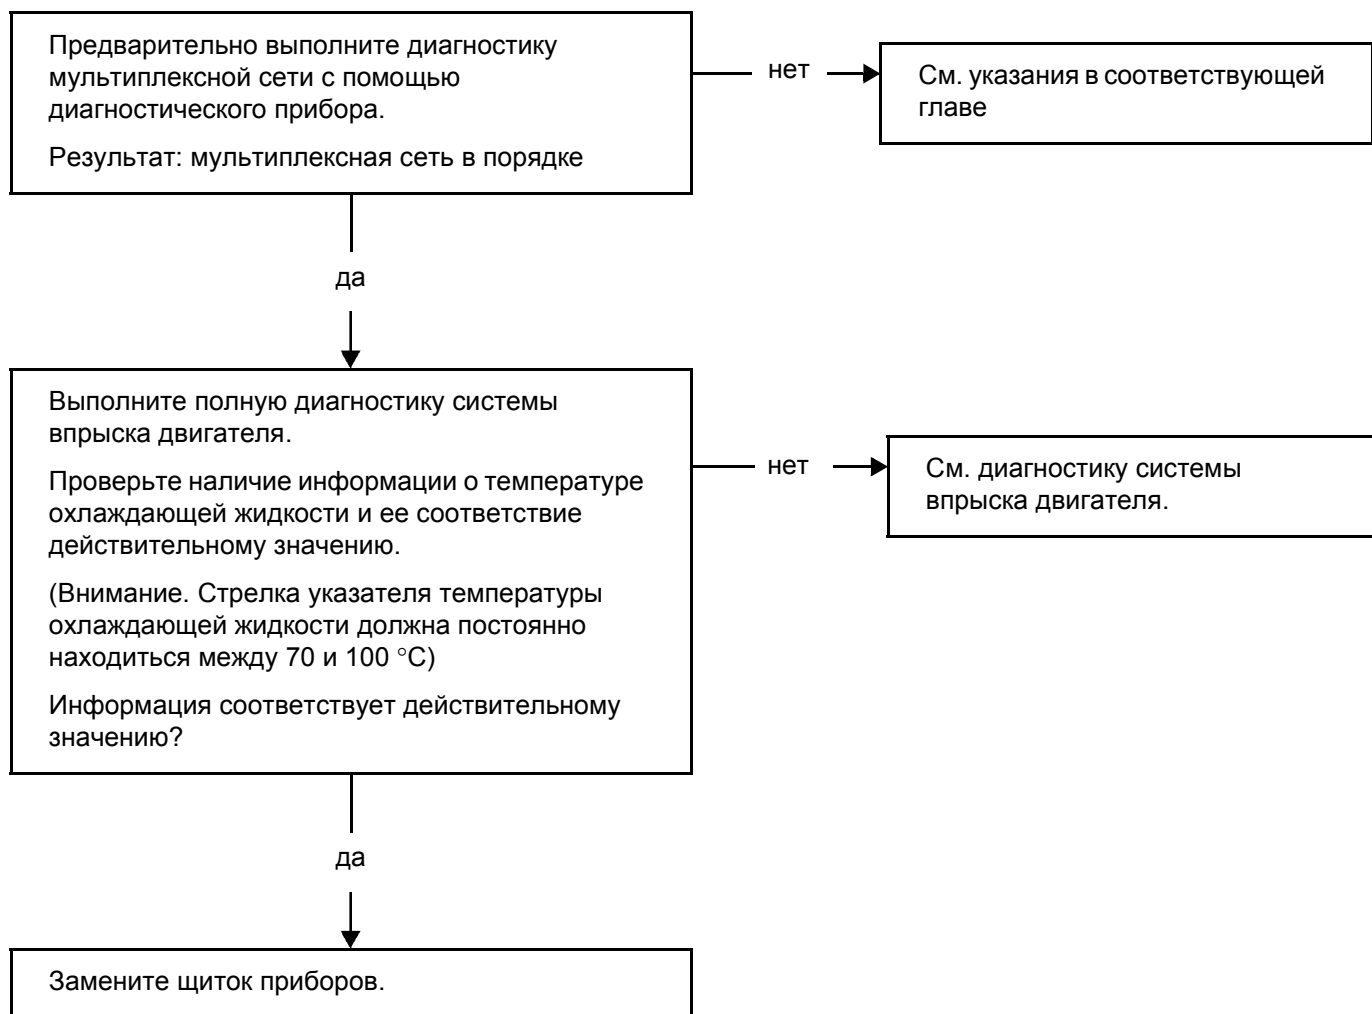 Предварительно выполните диагностику
мультиплексной сети с помощью
диагностического прибора.
Результат: мультиплексная сеть в порядке
нет
См. указания в соответствующей
главе
да
Выполните полную диагностику системы
впрыска двигателя.
Проверьте наличие информации о температуре
охлаждающей жидкости и ее соответствие
действительному значению.
(Внимание. Стрелка указателя температуры
охлаждающей жидкости должна постоянно
находиться между 70 и 100 °C)
Информация соответствует действительному
значению?
нет
См. диагностику системы
впрыска двигателя.
да
Замените щиток приборов.